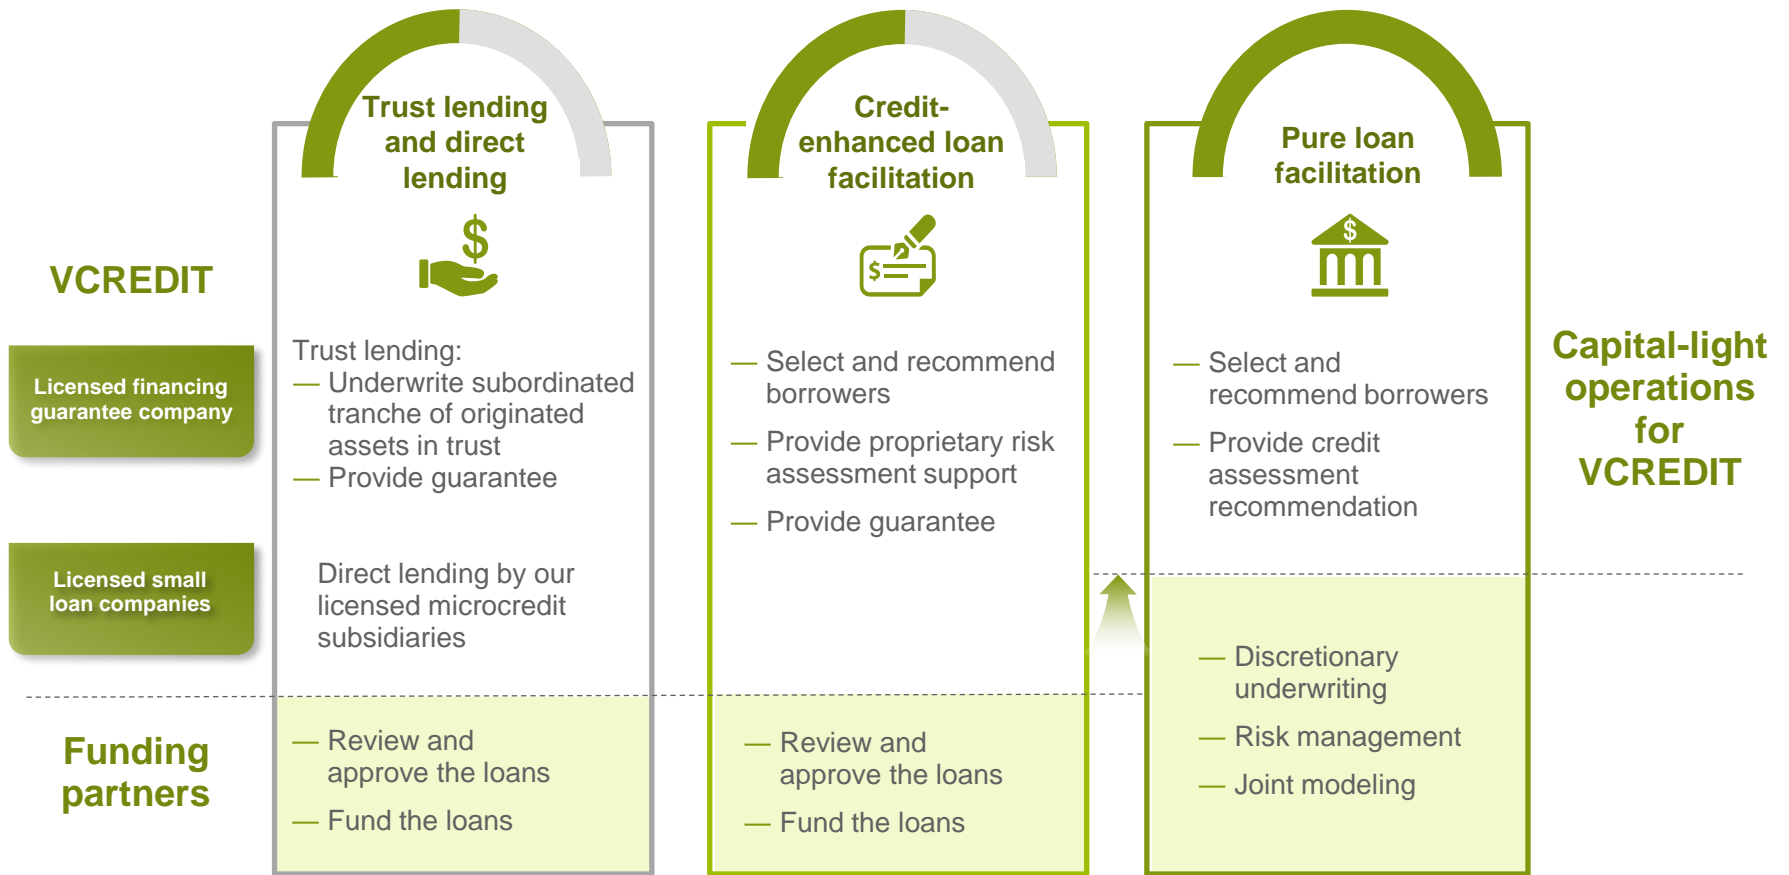 Trust lending
and direct
lending
Credit-
enhanced loan
facilitation
Pure loan
facilitation
$
$
$
VCREDIT
Licensed financing
guarantee company
Licensed small
loan companies
Trust lending:
— Underwrite subordinated
tranche of originated
assets in trust
— Provide guarantee
Direct lending by our
licensed microcredit
subsidiaries
— Select and recommend
borrowers
— Provide proprietary risk
assessment support
— Provide guarantee
— Select and
recommend borrowers
— Provide credit
assessment
recommendation
Capital-light
operations
for
VCREDIT
Funding
partners
— Review and
approve the loans
— Fund the loans
— Review and
approve the loans
— Fund the loans
— Discretionary
underwriting
— Risk management
— Joint modeling